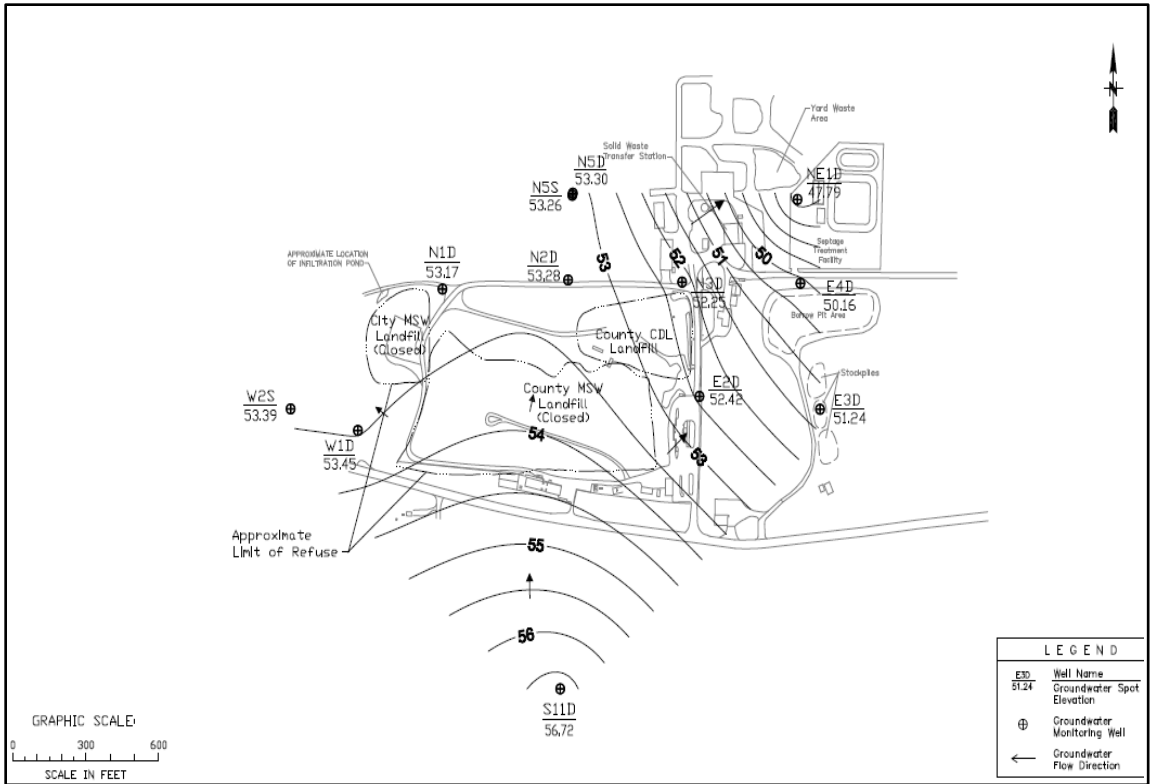 N
Yard Waste
Area
Solid Waste
Transfer Station
N5D
53.30
NE1D
47.79
N5S
53.26
Septage
Treatment
Facility
APPROXIMATE LOCATION
OF INFILTRATION POND
N1D
53.17
N2D
53.28
53
52
51
50
N3D
52.25
E4D
50.16
Borrow Pit Area
City MSW
Landfill
(Closed)
County CDL
Landfill
Stockpiles
County MSW
Landfill
(Closed)
E2D
52.42
W2S
53.39
E3D
51.24
W1D
53.45
54
53
Approximate
Limit of Refuse
55
56
S11D
56.72
GRAPHIC SCALE
0 300 600
SCALE IN FEET
LEGEND
E3D
51.24
Well Name
Groundwater Spot
Elevation
Groundwater
Monitoring Well
Groundwater
Flow Direction